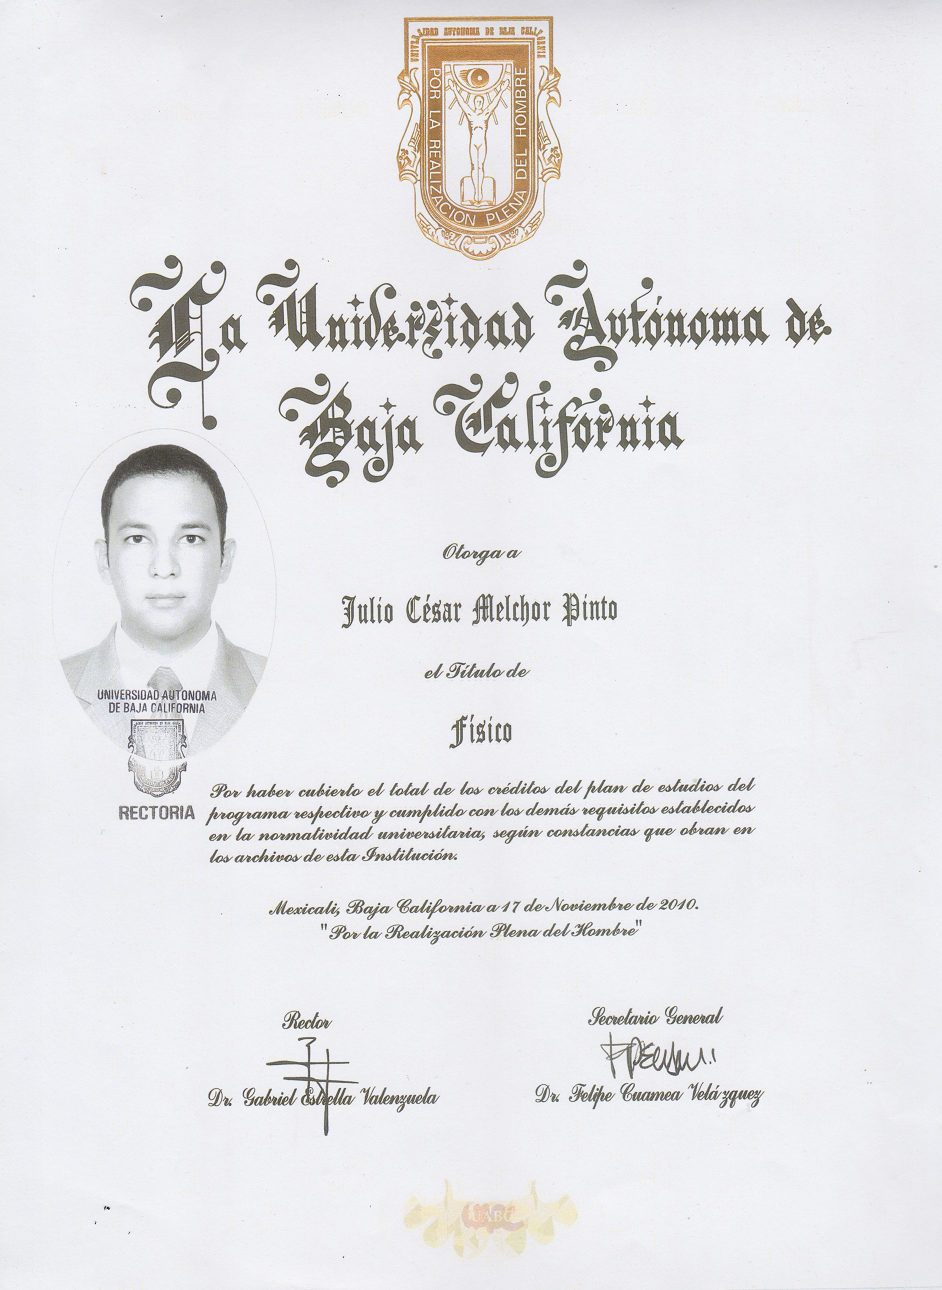 UNIVERSIDAD AUTONOMA DE BAJA CALIFORNIA
POR LA REALIZACION PLENA DEL HOMBRE
La Universidad Autónoma de
Baja California
Otorga a
Julio César Melchor Pinto
el Título de
Físico
UNIVERSIDAD AUTONOMA
DE BAJA CALIFORNIA
RECTORIA
Por haber cubierto el total de los créditos del plan de estudios del
programa respectivo y cumplido con los demás requisitos establecidos
en la normatividad universitaria, según constancias que obran en
los archivos de esta Institución.
Mexicali, Baja California a 17 de Noviembre de 2010.
"Por la Realización Plena del Hombre"
Rector
Secretario General
Dr. Gabriel Estrella Valenzuela
Dr. Felipe Cuamea Velázquez
UABC